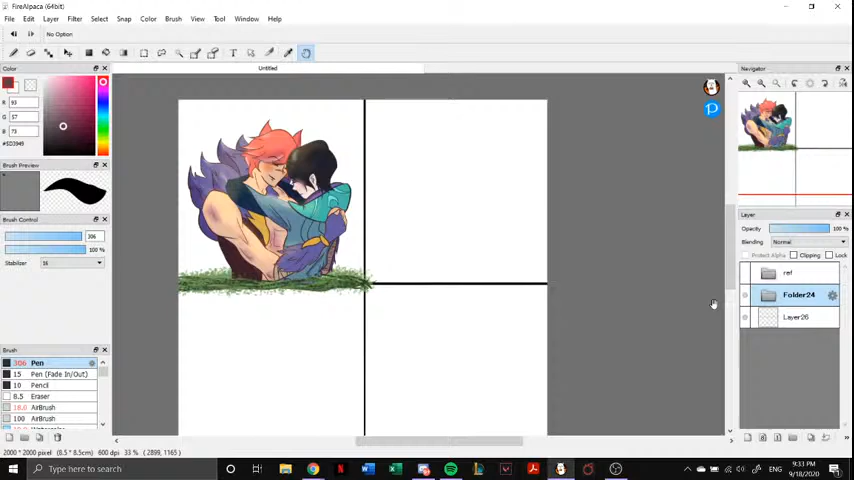 FireAlpaca (64bit)
File Edit Layer Filter Select Snap Color Brush View Tool Window Help
No Option
Untitled
Color
R 93
G 57
B 73
#5D3949
Brush Preview
Brush Control
306
100 %
Stabilizer 16
Brush
306 Pen
15 Pen (Fade In/Out)
10 Pencil
8.5 Eraser
18.0 AirBrush
100 AirBrush
2000 * 2000 pixel (8.5 * 8.5cm) 600 dpi 33 % ( 2899, 1165 )
Navigator
Layer
Opacity 100 %
Blending Normal
Protect Alpha Clipping Lock
ref
Folder24
Layer26
Type here to search
ENG
9:33 PM
9/18/2020